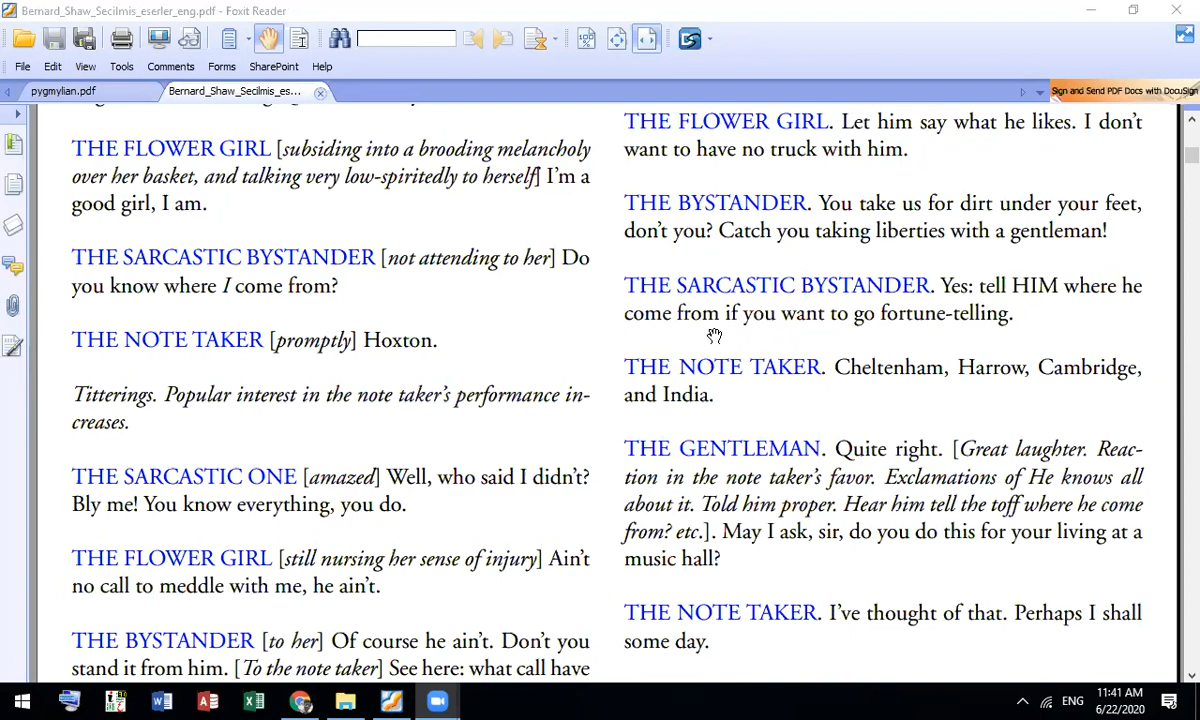 Bernard_Shaw_Secilmis_eserler_eng.pdf - Foxit Reader
File Edit View Tools Comments Forms SharePoint Help
pygmylian.pdf
Bernard_Shaw_Secilmis_es...
Sign and Send PDF Docs with DocuSign
THE FLOWER GIRL [subsiding into a brooding melancholy
over her basket, and talking very low-spiritedly to herself] I'm a
good girl, I am.
THE SARCASTIC BYSTANDER [not attending to her] Do
you know where I come from?
THE NOTE TAKER [promptly] Hoxton.
Titterings. Popular interest in the note taker's performance in-
creases.
THE SARCASTIC ONE [amazed] Well, who said I didn't?
Bly me! You know everything, you do.
THE FLOWER GIRL [still nursing her sense of injury] Ain't
no call to meddle with me, he ain't.
THE BYSTANDER [to her] Of course he ain't. Don't you
stand it from him. [To the note taker] See here: what call have
THE FLOWER GIRL. Let him say what he likes. I don't
want to have no truck with him.
THE BYSTANDER. You take us for dirt under your feet,
don't you? Catch you taking liberties with a gentleman!
THE SARCASTIC BYSTANDER. Yes: tell HIM where he
come from if you want to go fortune-telling.
THE NOTE TAKER. Cheltenham, Harrow, Cambridge,
and India.
THE GENTLEMAN. Quite right. [Great laughter. Reac-
tion in the note taker's favor. Exclamations of He knows all
about it. Told him proper. Hear him tell the toff where he come
from? etc.]. May I ask, sir, do you do this for your living at a
music hall?
THE NOTE TAKER. I've thought of that. Perhaps I shall
some day.
ENG
11:41 AM
6/22/2020